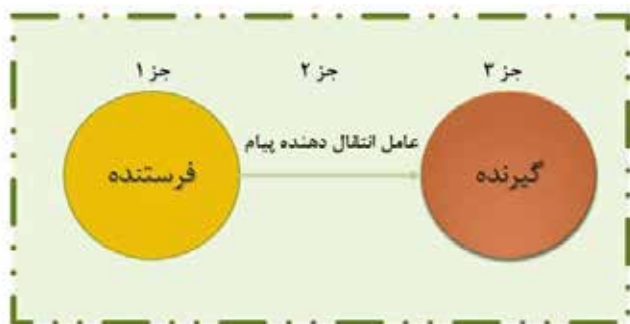 جز ۱
جز ۲
جز ۳
عامل انتقال دهنده پیام
فرستنده
گیرنده